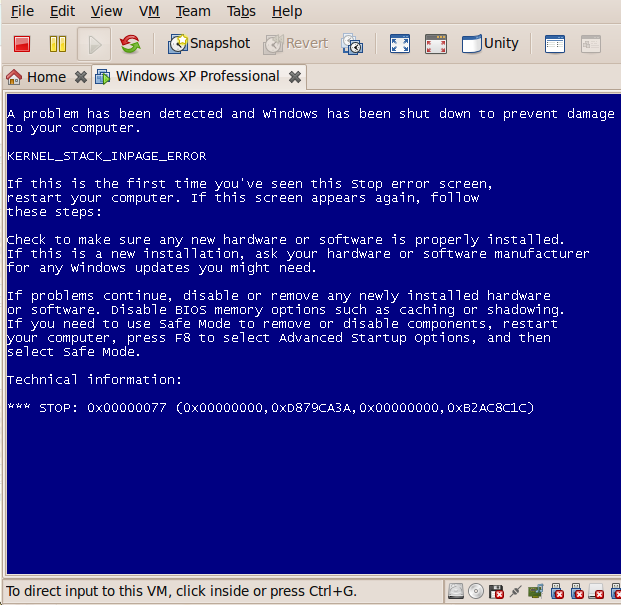 File Edit View VM Team Tabs Help
Snapshot Revert Unity
Home Windows XP Professional
A problem has been detected and Windows has been shut down to prevent damage
to your computer.
KERNEL_STACK_INPAGE_ERROR
If this is the first time you've seen this Stop error screen,
restart your computer. If this screen appears again, follow
these steps:
Check to make sure any new hardware or software is properly installed.
If this is a new installation, ask your hardware or software manufacturer
for any Windows updates you might need.
If problems continue, disable or remove any newly installed hardware
or software. Disable BIOS memory options such as caching or shadowing.
If you need to use Safe Mode to remove or disable components, restart
your computer, press F8 to select Advanced Startup Options, and then
select Safe Mode.
Technical information:
*** STOP: 0x00000077 (0x00000000,0xD879CA3A,0x00000000,0xB2AC8C1C)
To direct input to this VM, click inside or press Ctrl+G.